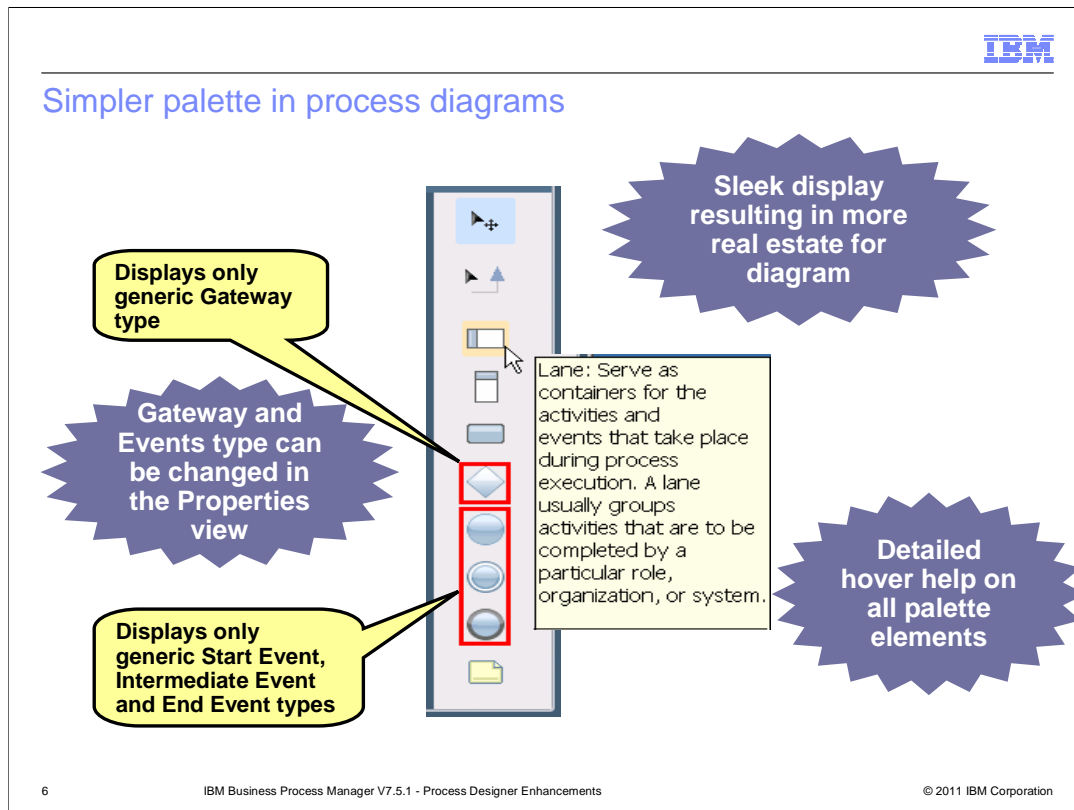 IBM
Simpler palette in process diagrams
Sleek display
resulting in more
real estate for
diagram
Displays only
generic Gateway
type
Lane: Serve as
containers for the
activities and
events that take place
during process
execution. A lane
usually groups
activities that are to be
completed by a
particular role,
organization, or system.
Gateway and
Events type can
be changed in
the Properties
view
Detailed
hover help on
all palette
elements
Displays only
generic Start Event,
Intermediate Event
and End Event types
6 IBM Business Process Manager V7.5.1 - Process Designer Enhancements © 2011 IBM Corporation